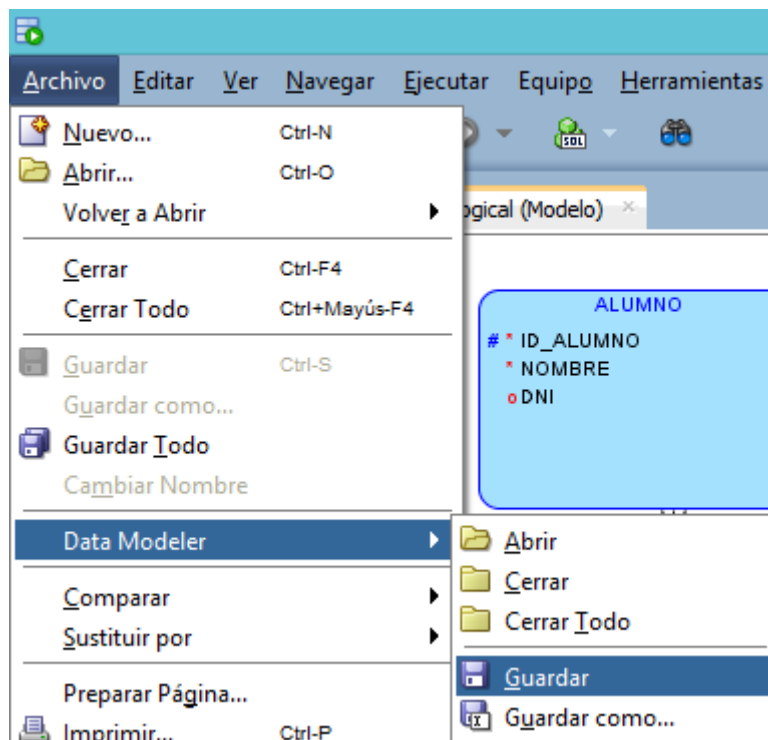 Archivo Editar Ver Navegar Ejecutar Equipo Herramientas
Nuevo... Ctrl-N
SQL
Abrir... Ctrl-O
Volver a Abrir
ogical (Modelo)
Cerrar Ctrl-F4
Cerrar Todo Ctrl+Mayús-F4
ALUMNO
# * ID_ALUMNO
* NOMBRE
o DNI
Guardar Ctrl-S
Guardar como...
Guardar Todo
Cambiar Nombre
Data Modeler
Abrir
Cerrar
Cerrar Todo
Guardar
Guardar como...
Comparar
Sustituir por
Preparar Página...
Imprimir... Ctrl-P